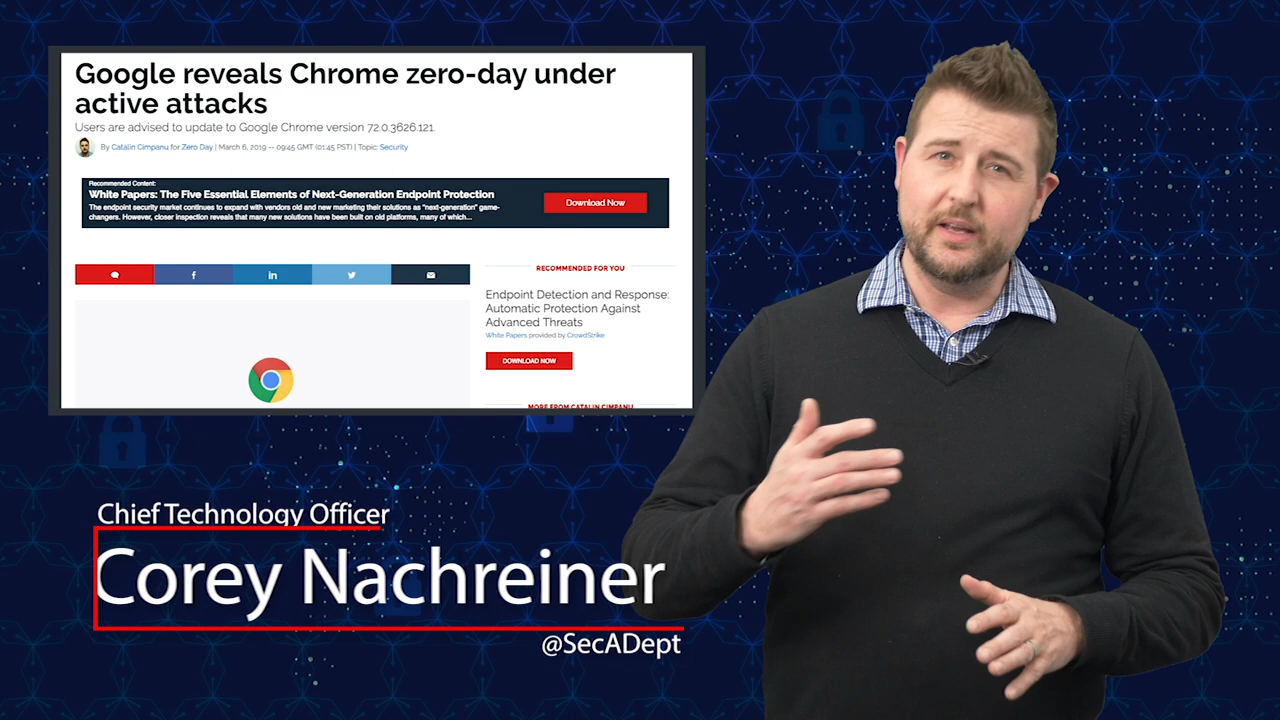 Google reveals Chrome zero-day under
active attacks
Users are advised to update to Google Chrome version 72.0.3626.121.
By Catalin Cimpanu for Zero Day | March 6, 2019 -- 09:45 GMT (01:45 PST) | Topic: Security
Recommended Content:
White Papers: The Five Essential Elements of Next-Generation Endpoint Protection
The endpoint security market continues to expand with vendors old and new marketing their solutions as "next-generation" game-
changers. However, closer inspection reveals that many new solutions have been built on old platforms, many of which...
Download Now
f
in
RECOMMENDED FOR YOU
Endpoint Detection and Response:
Automatic Protection Against
Advanced Threats
White Papers provided by CrowdStrike
DOWNLOAD NOW
MORE FROM CATALIN CIMPANU
Chief Technology Officer
Corey Nachreiner
@SecADept